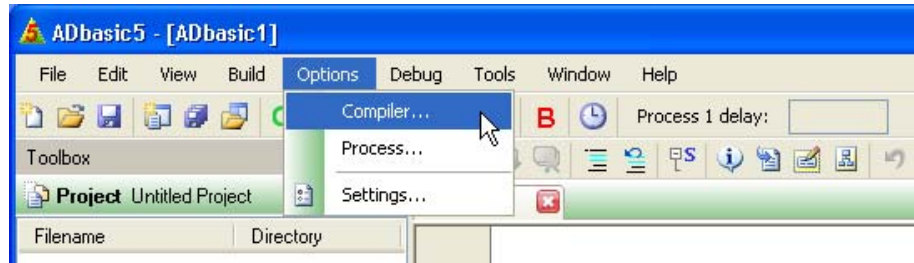 ADbasic5 - [ADbasic1]
File Edit View Build Options Debug Tools Window Help
Compiler... B Process 1 delay:
Toolbox Process... S
Project Untitled Project Settings...
Filename Directory